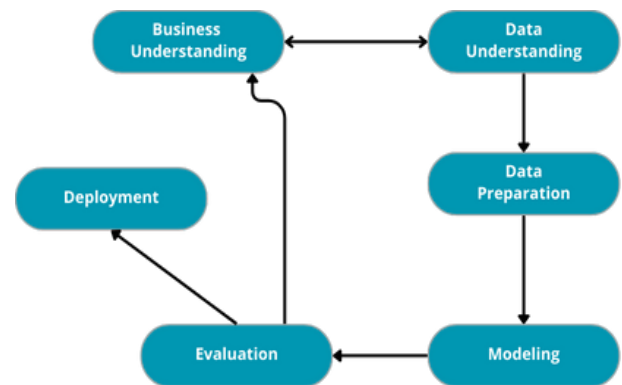 Business
Understanding
Data
Understanding
Data
Preparation
Deployment
Evaluation
Modeling